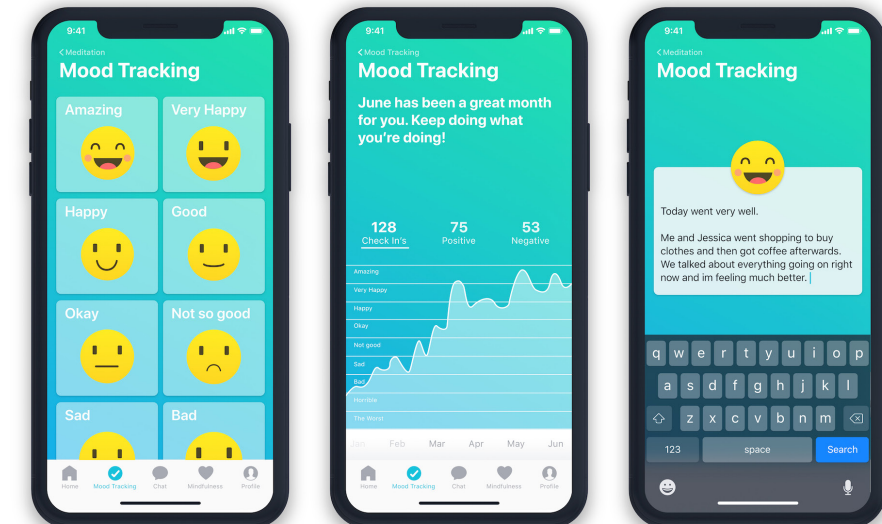 9:41
Meditation
Mood Tracking
Amazing
Very Happy
Happy
Good
Okay
Not so good
Sad
Bad
Home
Mood Tracking
Chat
Mindfulness
Profile
9:41
Mood Tracking
Mood Tracking
June has been a great month
for you. Keep doing what
you're doing!
128
Check In's
75
Positive
53
Negative
Amazing
Very Happy
Happy
Okay
Not good
Sad
Bad
Horrible
The Worst
Jan Feb Mar Apr May Jun
Home
Mood Tracking
Chat
Mindfulness
Profile
9:41
Meditation
Mood Tracking
Today went very well.
Me and Jessica went shopping to buy
clothes and then got coffee afterwards.
We talked about everything going on right
now and im feeling much better.
q w e r t y u i o p
a s d f g h j k l
z x c v b n m
123 space Search